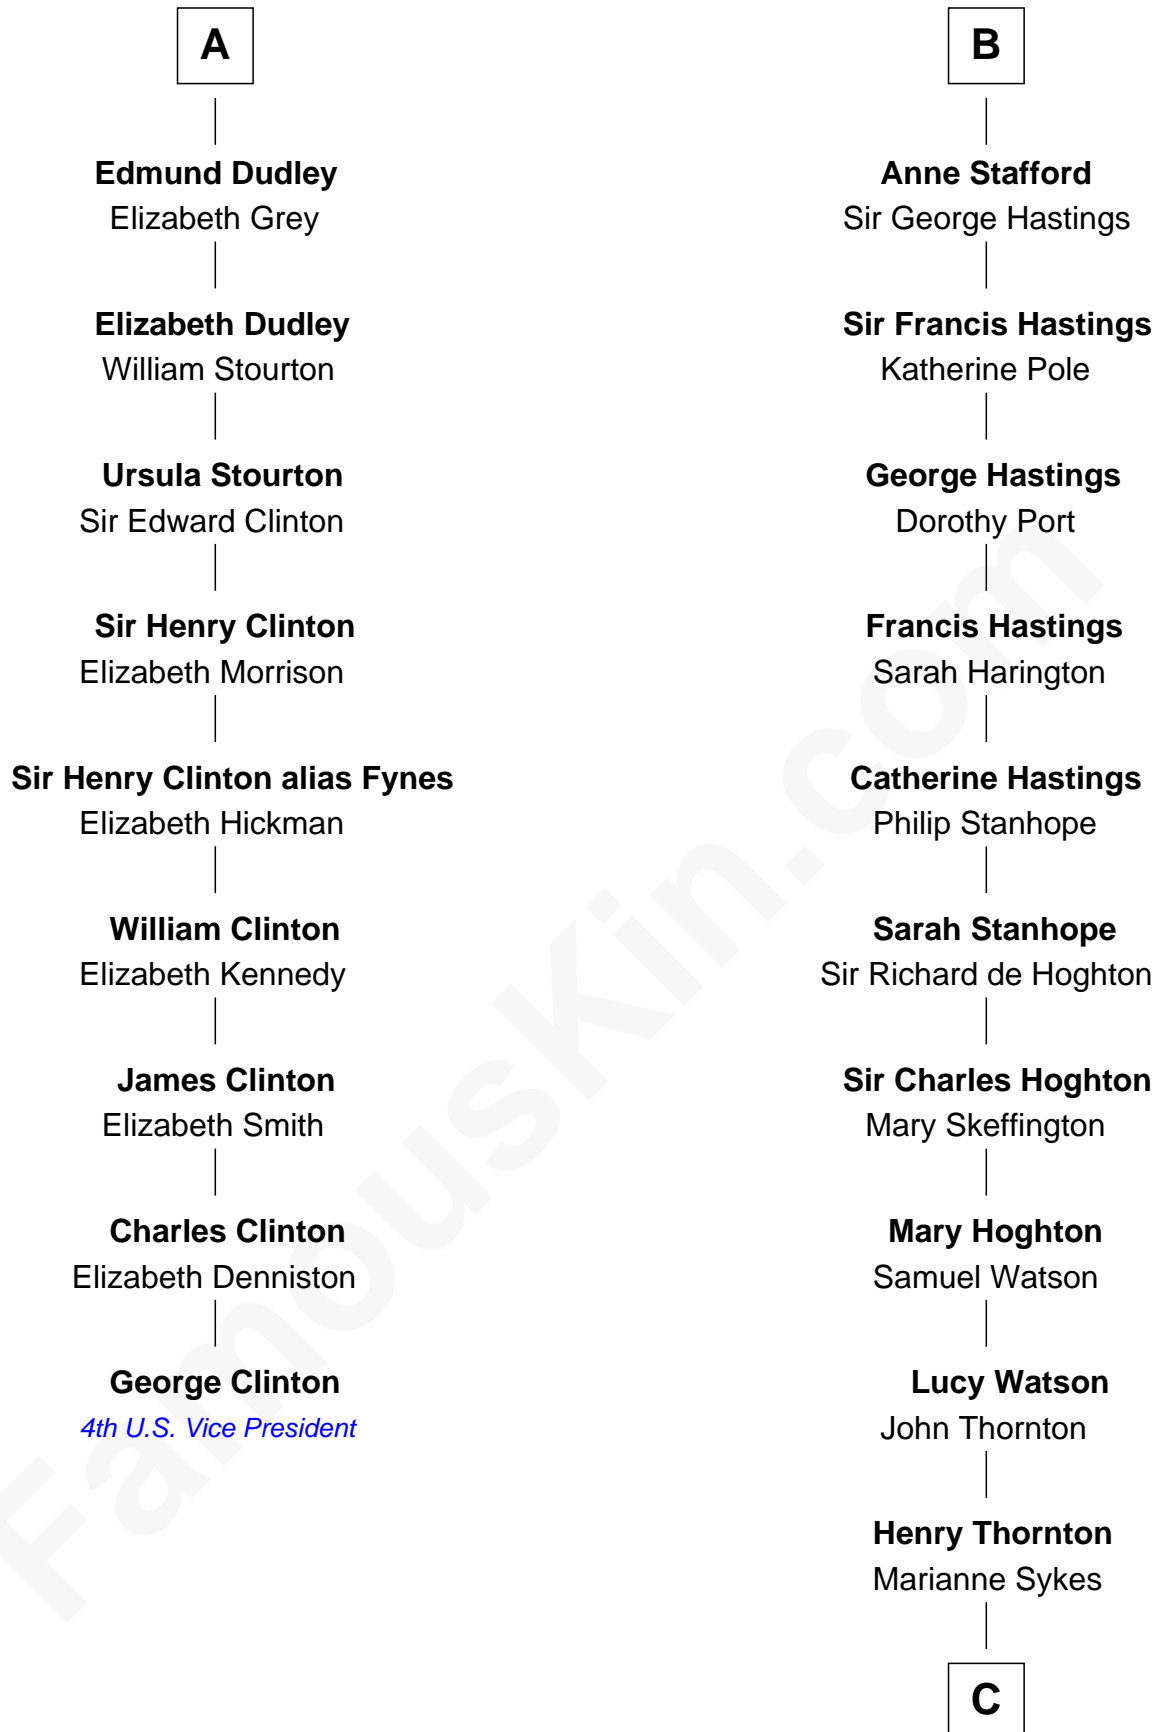 A
Edmund Dudley
Elizabeth Grey
Elizabeth Dudley
William Stourton
Ursula Stourton
Sir Edward Clinton
Sir Henry Clinton
Elizabeth Morrison
Sir Henry Clinton alias Fynes
Elizabeth Hickman
William Clinton
Elizabeth Kennedy
James Clinton
Elizabeth Smith
Charles Clinton
Elizabeth Denniston
George Clinton
4th U.S. Vice President
B
Anne Stafford
Sir George Hastings
Sir Francis Hastings
Katherine Pole
George Hastings
Dorothy Port
Francis Hastings
Sarah Harington
Catherine Hastings
Philip Stanhope
Sarah Stanhope
Sir Richard de Hoghton
Sir Charles Hoghton
Mary Skeffington
Mary Hoghton
Samuel Watson
Lucy Watson
John Thornton
Henry Thornton
Marianne Sykes
C
FamousKin.com